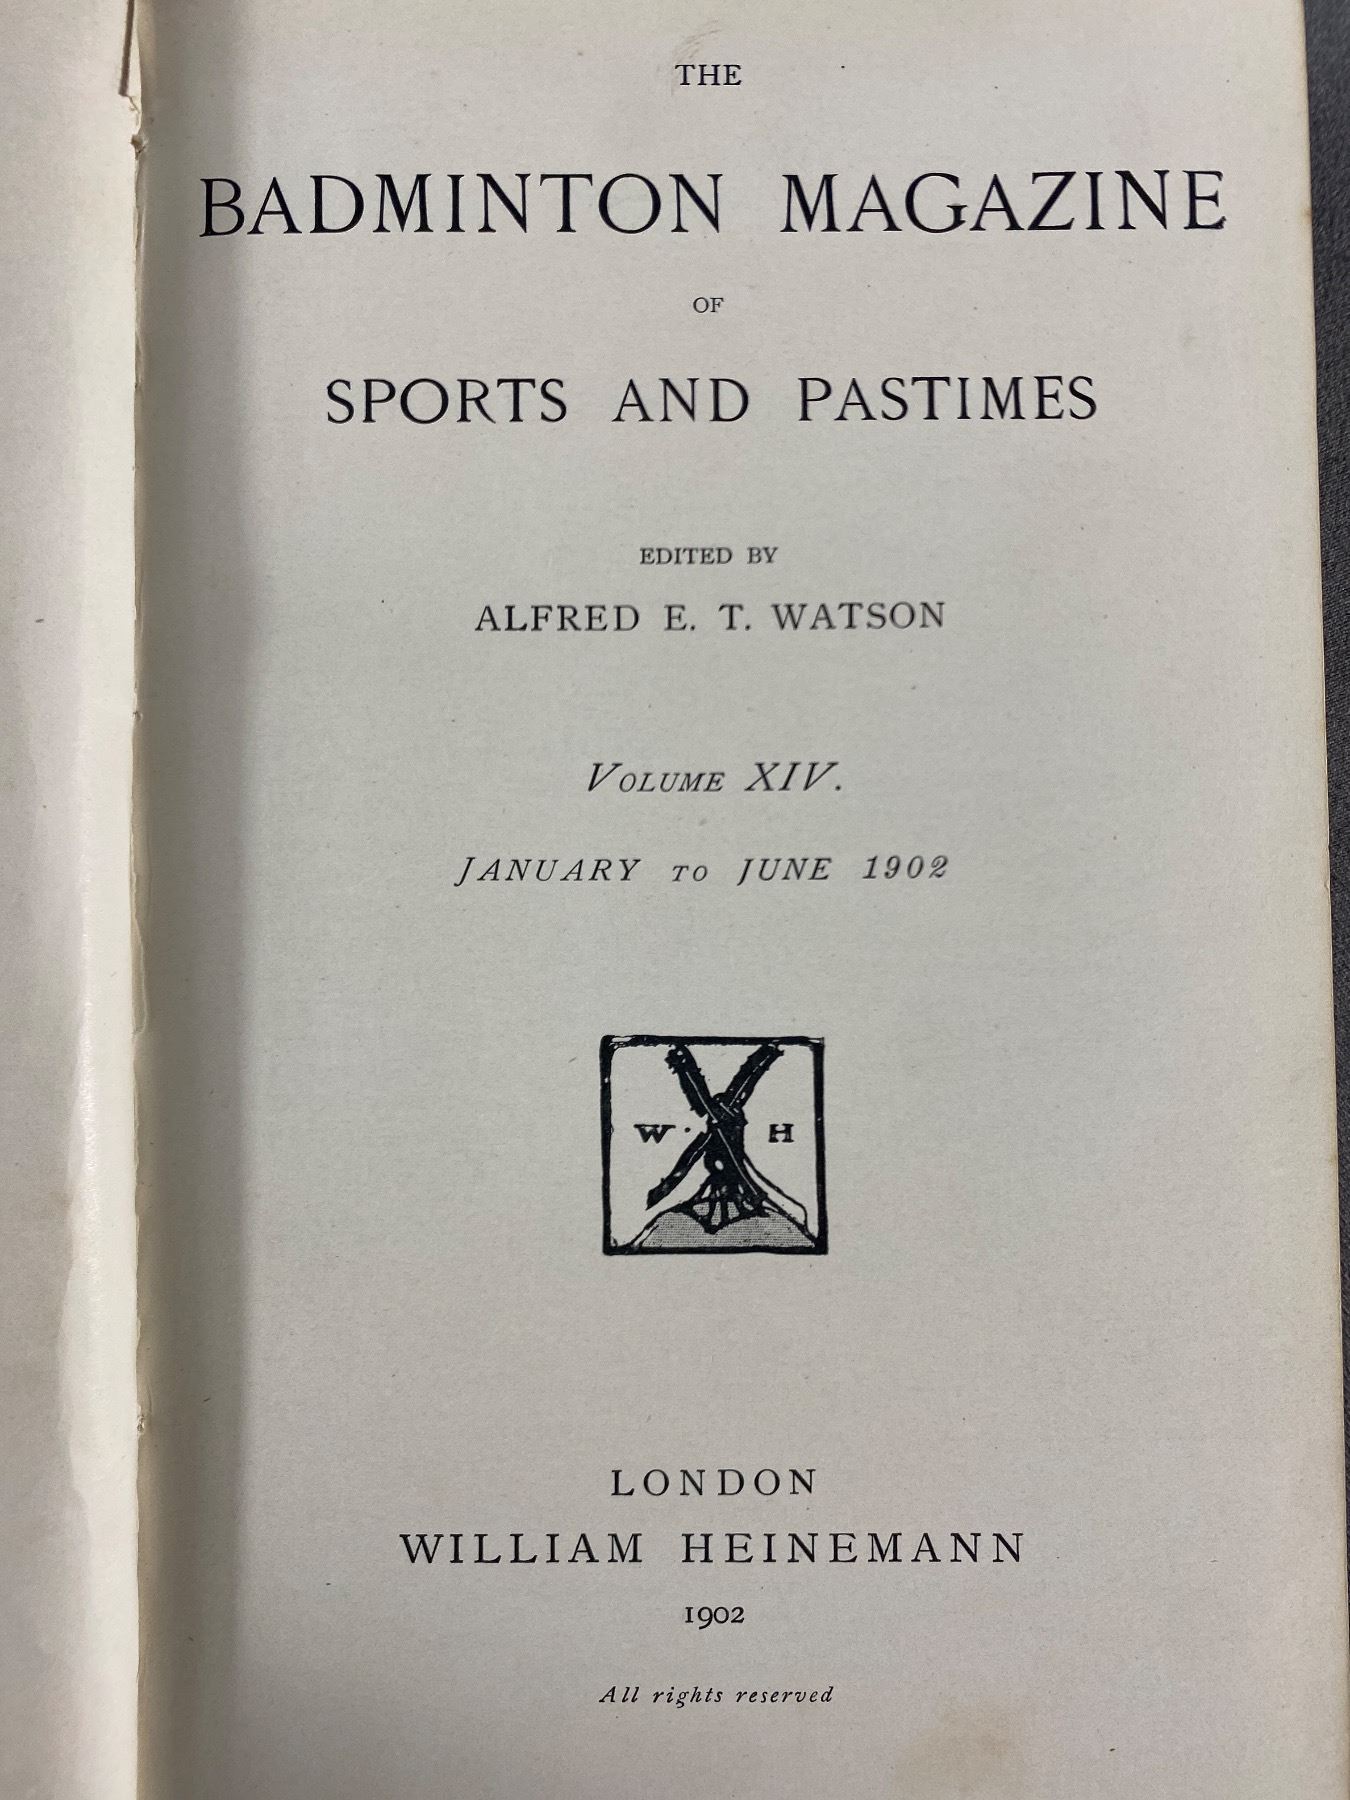 THE
BADMINTON MAGAZINE
OF
SPORTS AND PASTIMES
EDITED BY
ALFRED E. T. WATSON
VOLUME XIV.
JANUARY TO JUNE 1902
W · H
LONDON
WILLIAM HEINEMANN
1902
All rights reserved